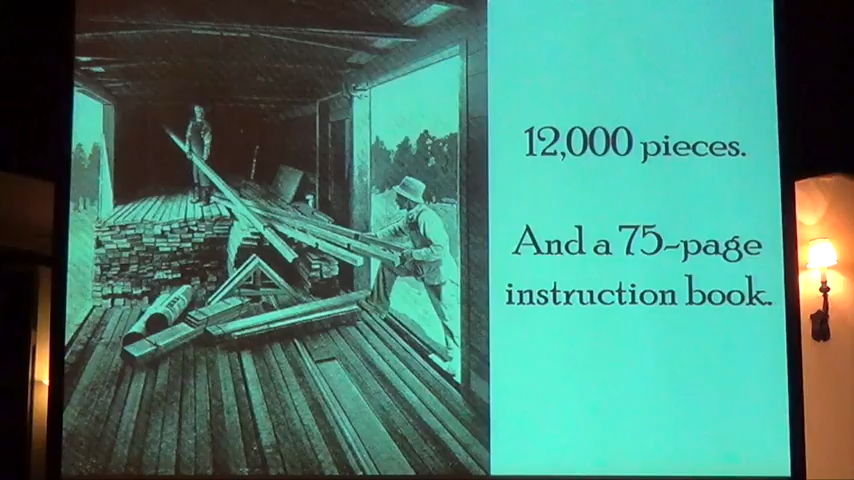 12,000 pieces.
And a 75-page
instruction book.